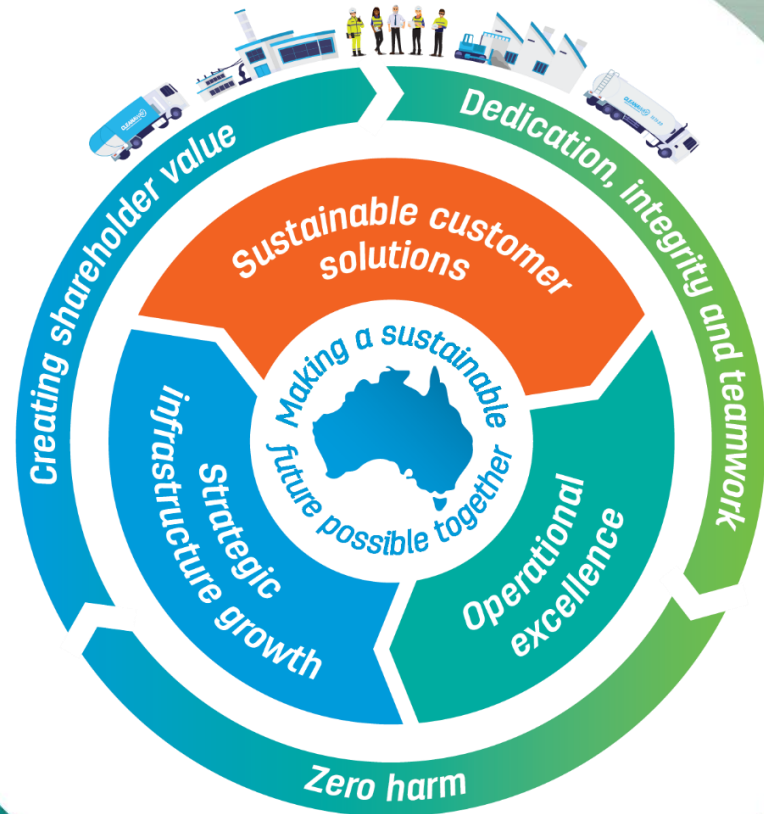 Creating shareholder value
Dedication, integrity and teamwork
Zero harm
Sustainable customer
solutions
Operational
excellence
Strategic
infrastructure growth
Making a sustainable
future possible together